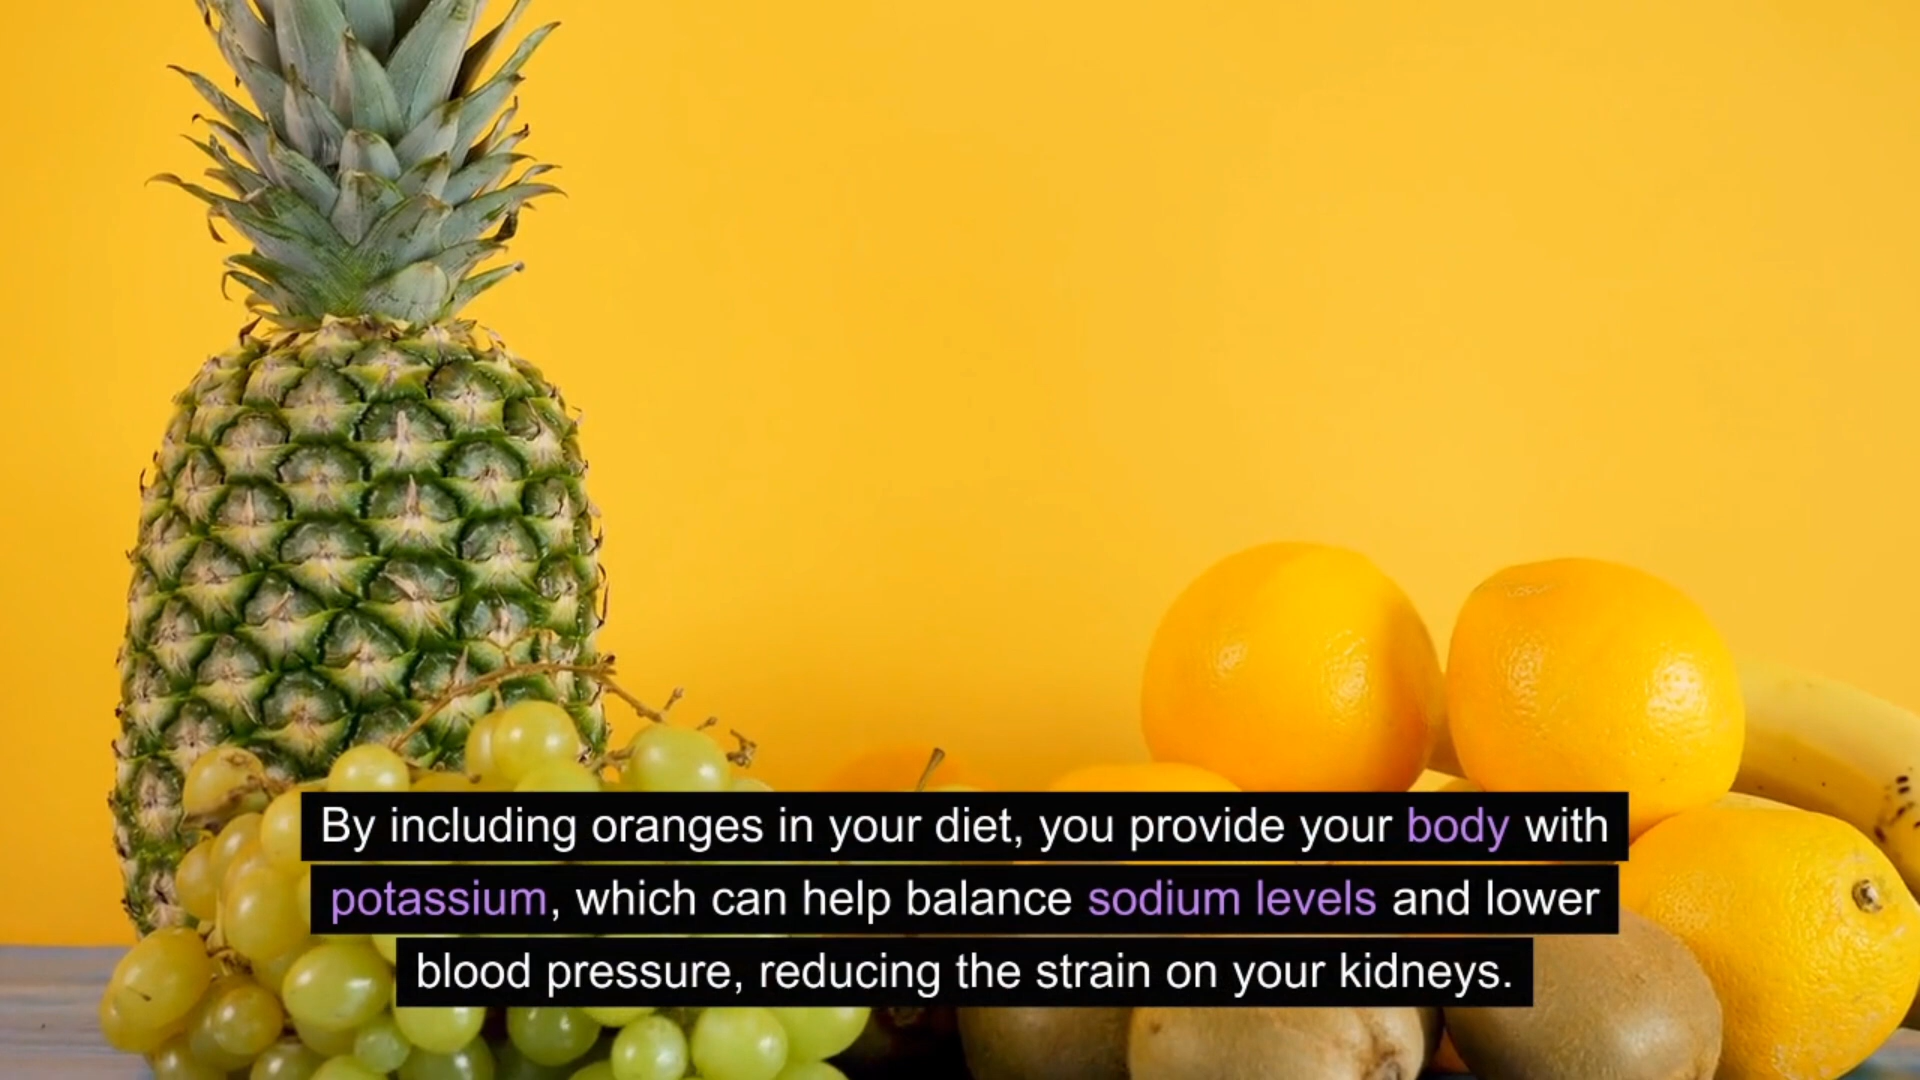 By including oranges in your diet, you provide your body with
potassium, which can help balance sodium levels and lower
blood pressure, reducing the strain on your kidneys.